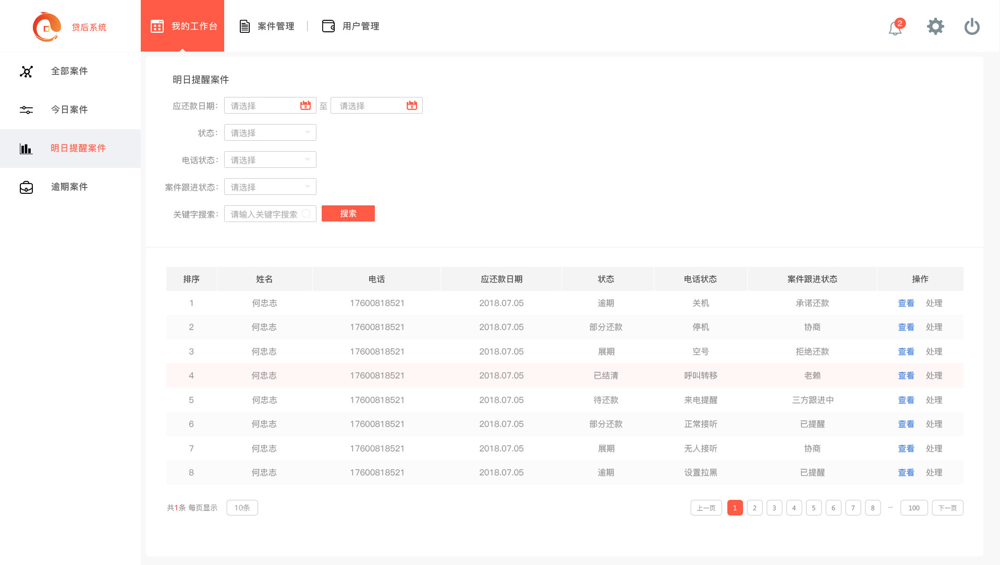 贷后系统
我的工作台 案件管理 用户管理 2
全部案件
今日案件
明日提醒案件
逾期案件
明日提醒案件
应还款日期： 请选择 至 请选择
状态： 请选择
电话状态： 请选择
案件跟进状态： 请选择
关键字搜索： 请输入关键字搜索 搜索
排序 姓名 电话 应还款日期 状态 电话状态 案件跟进状态 操作
1 何忠志 17600818521 2018.07.05 逾期 关机 承诺还款 查看 处理
2 何忠志 17600818521 2018.07.05 部分还款 停机 协商 查看 处理
3 何忠志 17600818521 2018.07.05 展期 空号 拒绝还款 查看 处理
4 何忠志 17600818521 2018.07.05 已结清 呼叫转移 老赖 查看 处理
5 何忠志 17600818521 2018.07.05 待还款 来电提醒 三方跟进中 查看 处理
6 何忠志 17600818521 2018.07.05 部分还款 正常接听 已提醒 查看 处理
7 何忠志 17600818521 2018.07.05 展期 无人接听 协商 查看 处理
8 何忠志 17600818521 2018.07.05 逾期 设置拉黑 已提醒 查看 处理
共1条 每页显示 10条 上一页 1 2 3 4 5 6 7 8 ... 100 下一页